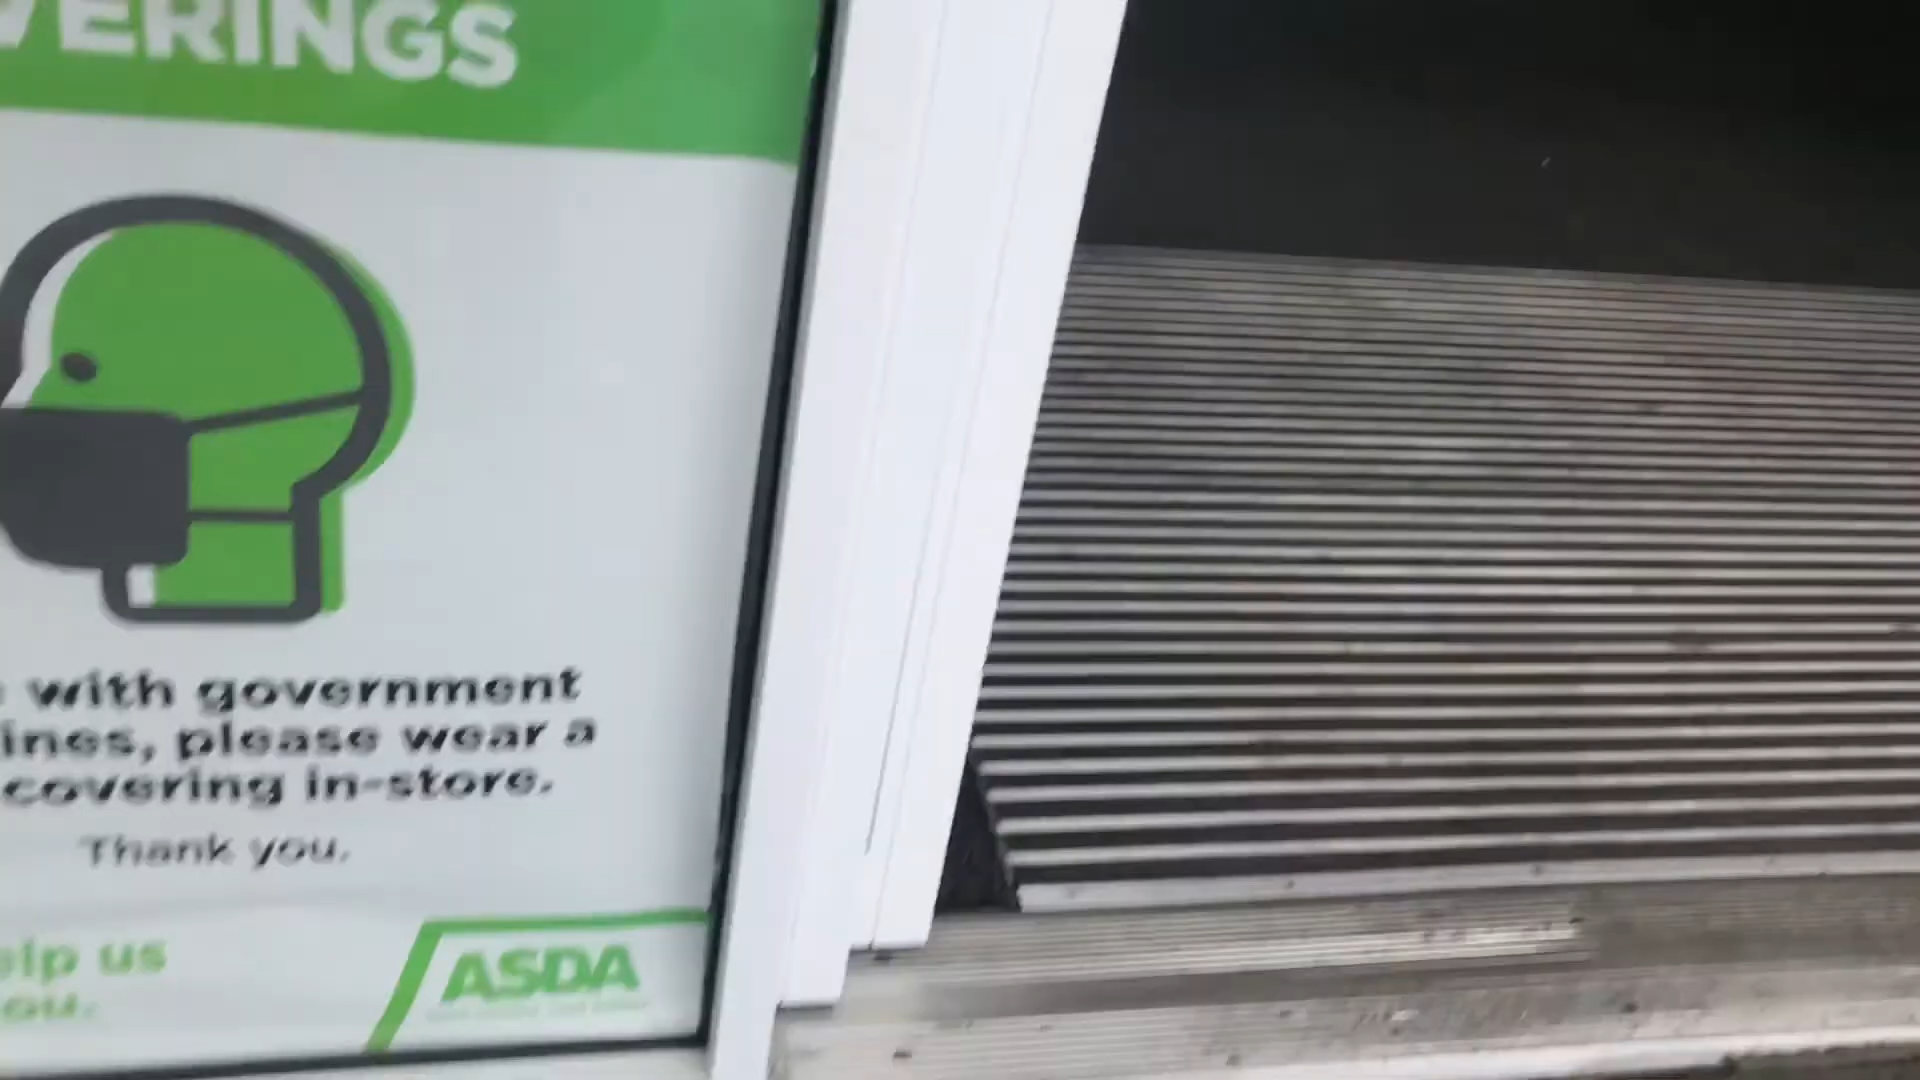 VERINGS
with government
ines, please wear a
covering in-store.
Thank you.
elp us
ou.
ASDA